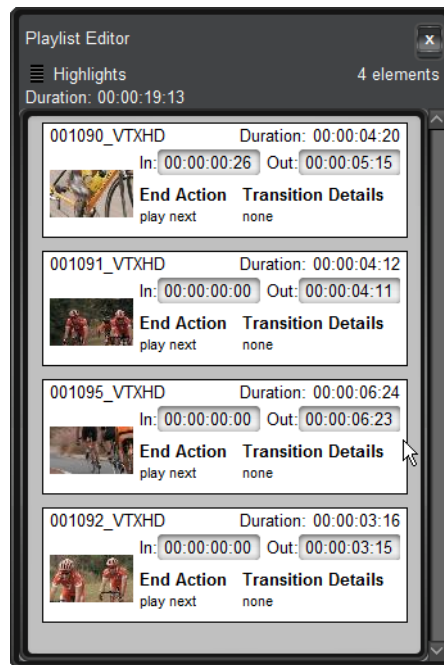 Playlist Editor
x
Highlights 4 elements
Duration: 00:00:19:13
001090_VTXHD Duration: 00:00:04:20
In: 00:00:00:26 Out: 00:00:05:15
End Action Transition Details
play next none
001091_VTXHD Duration: 00:00:04:12
In: 00:00:00:00 Out: 00:00:04:11
End Action Transition Details
play next none
001095_VTXHD Duration: 00:00:06:24
In: 00:00:00:00 Out: 00:00:06:23
End Action Transition Details
play next none
001092_VTXHD Duration: 00:00:03:16
In: 00:00:00:00 Out: 00:00:03:15
End Action Transition Details
play next none